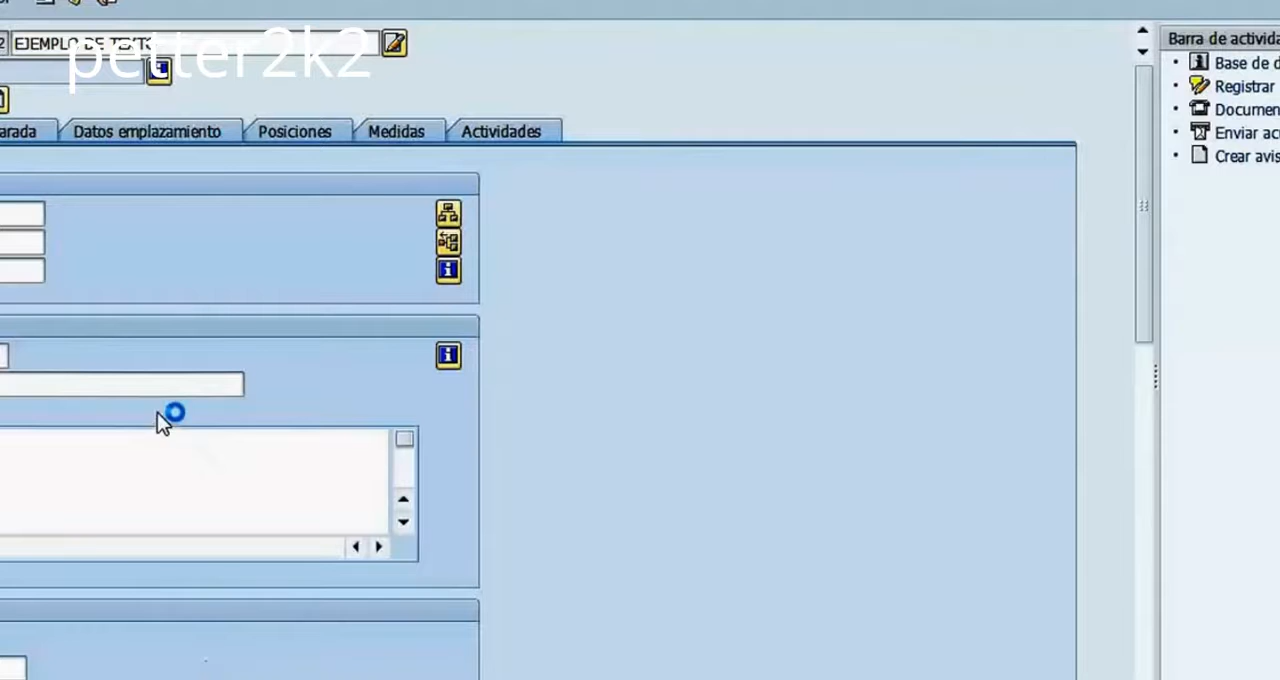 2 EJEMPLO DE TEXTO
petter2k2
arada Datos emplazamiento Posiciones Medidas Actividades
Barra de activida
Base de d
Registrar
Documen
Enviar ac
Crear avis